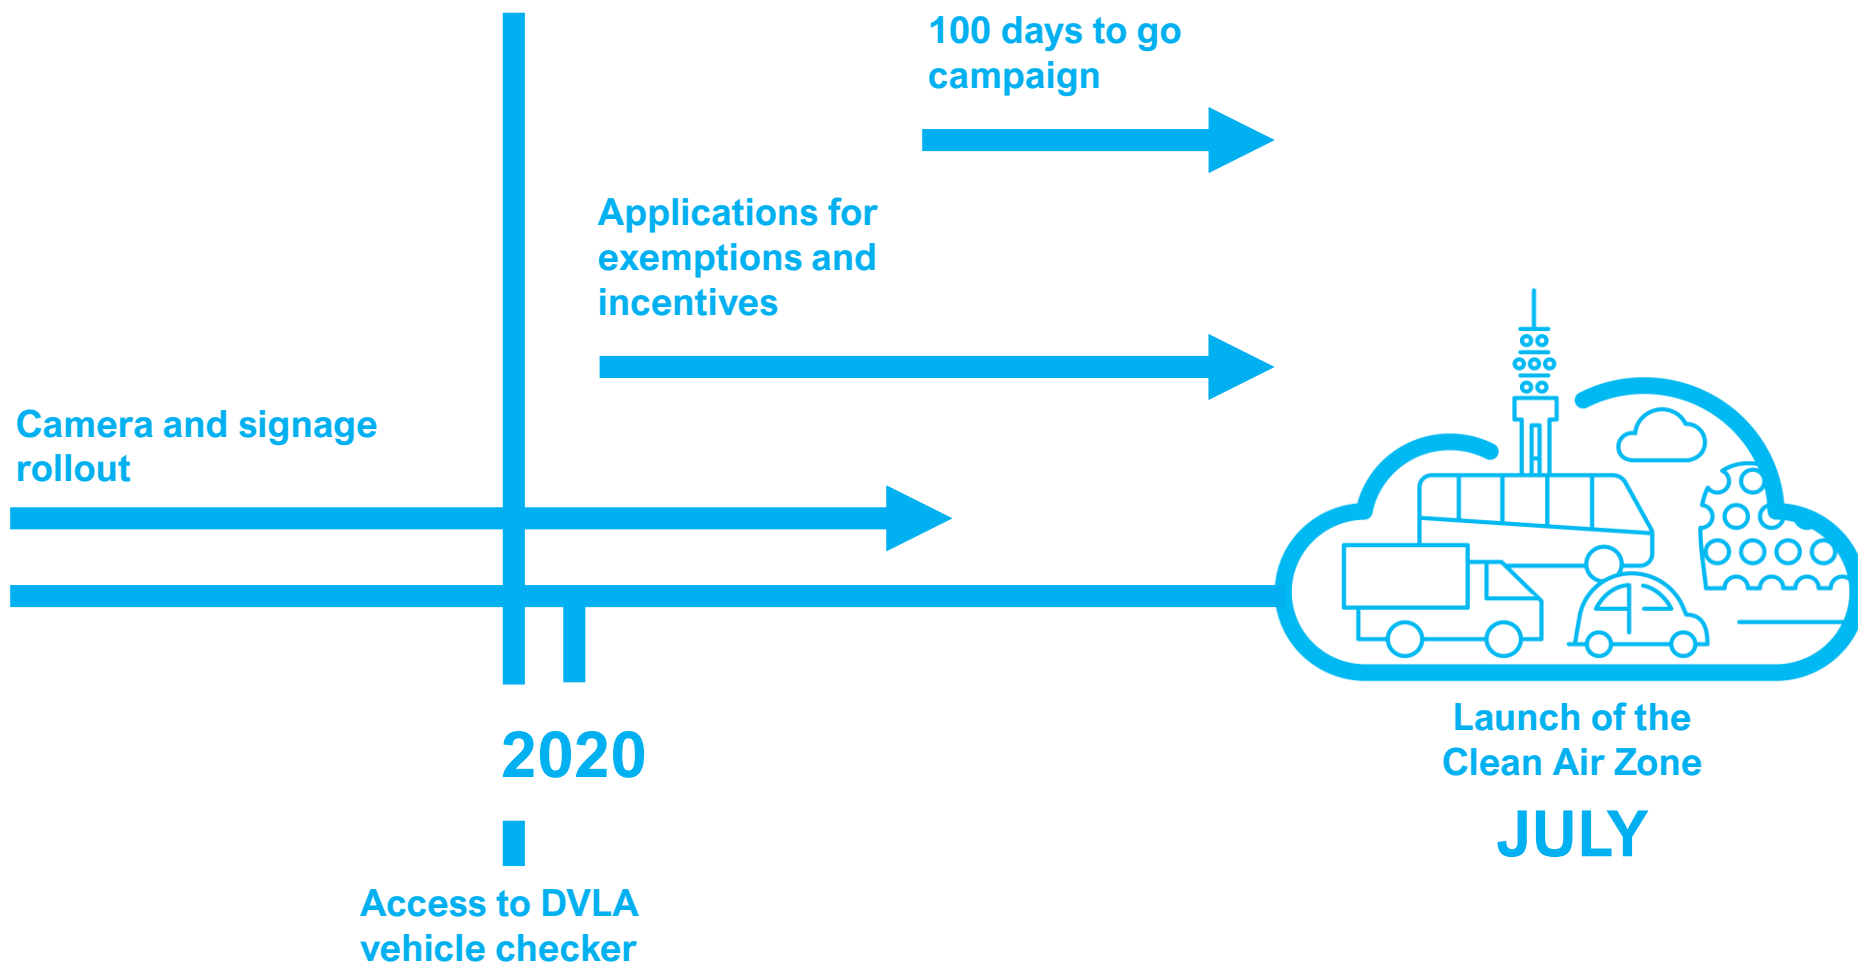 100 days to go
campaign
Applications for
exemptions and
incentives
Camera and signage
rollout
2020
Launch of the
Clean Air Zone
JULY
Access to DVLA
vehicle checker